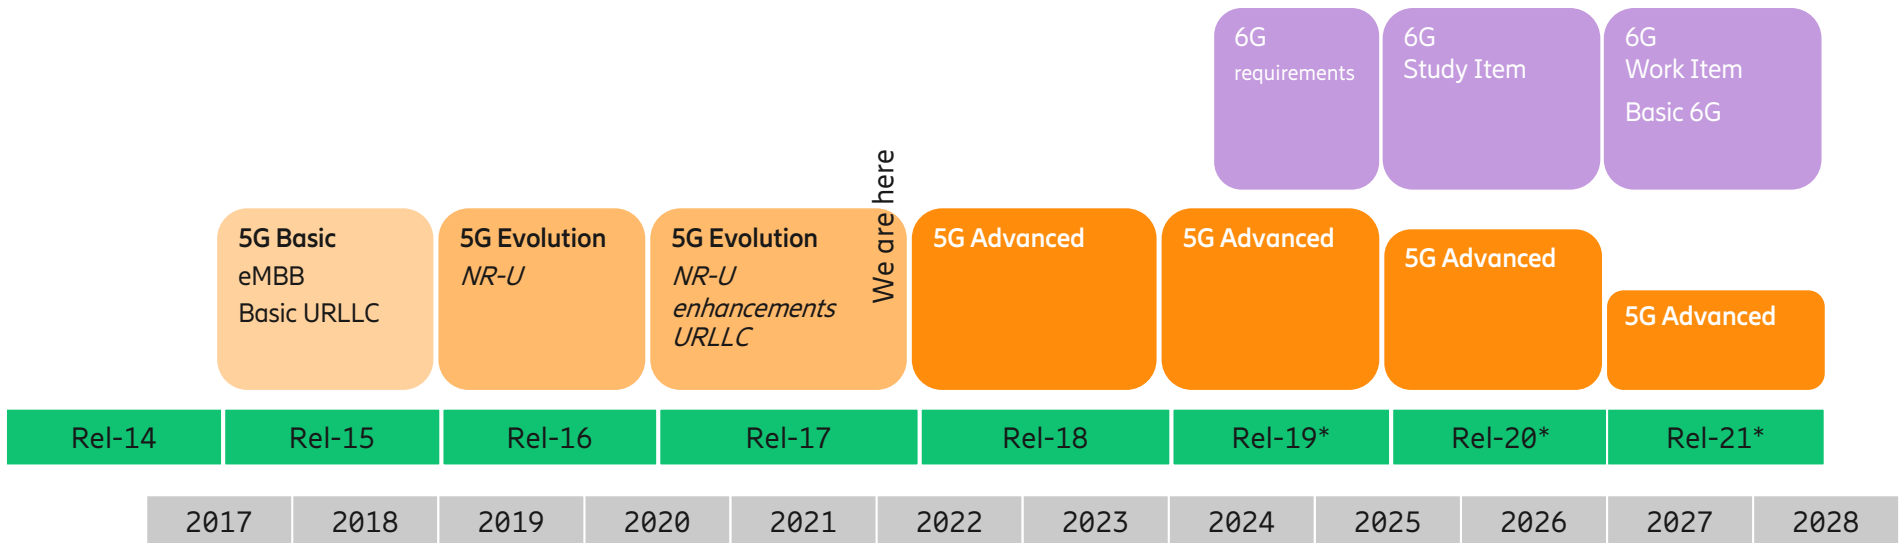 6G
requirements
6G
Study Item
6G
Work Item
Basic 6G
We are here
5G Basic
eMBB
Basic URLLC
5G Evolution
NR-U
5G Evolution
NR-U
enhancements
URLLC
5G Advanced
5G Advanced
5G Advanced
5G Advanced
Rel-14
Rel-15
Rel-16
Rel-17
Rel-18
Rel-19*
Rel-20*
Rel-21*
2017
2018
2019
2020
2021
2022
2023
2024
2025
2026
2027
2028